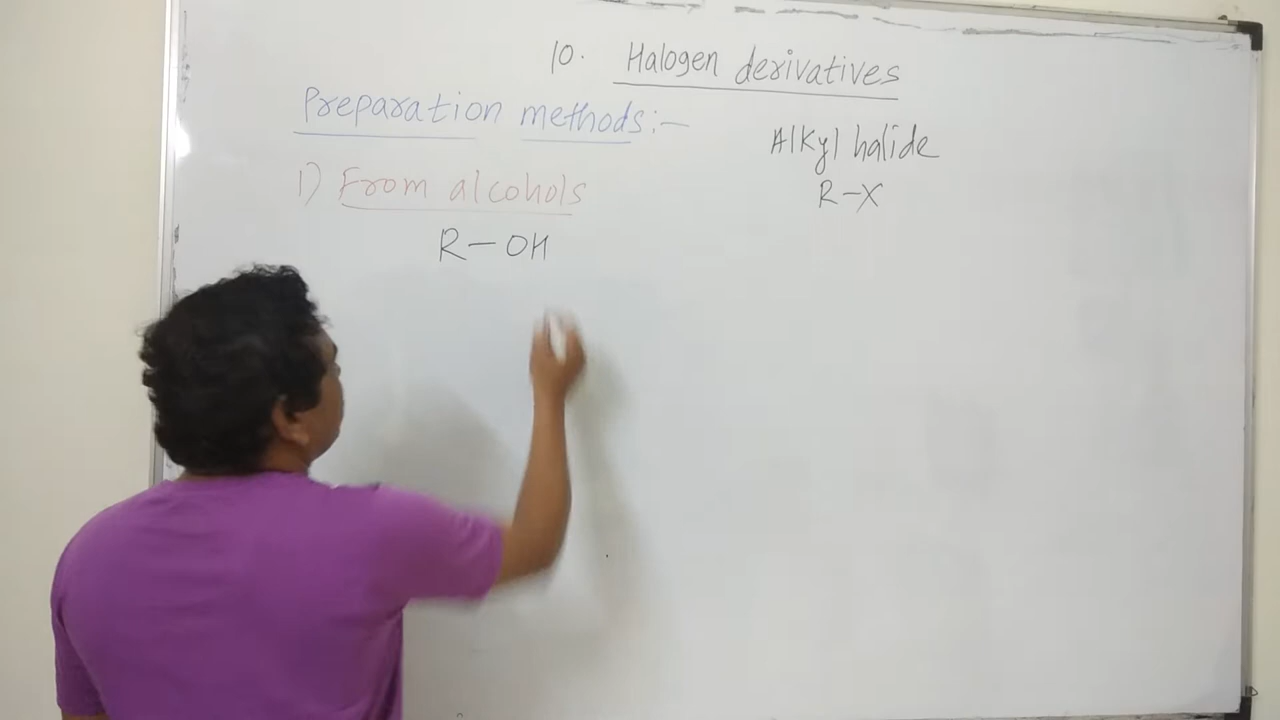 10. Halogen derivatives
Preparation methods:-
Alkyl halide
R-X
1) From alcohols
R-OH